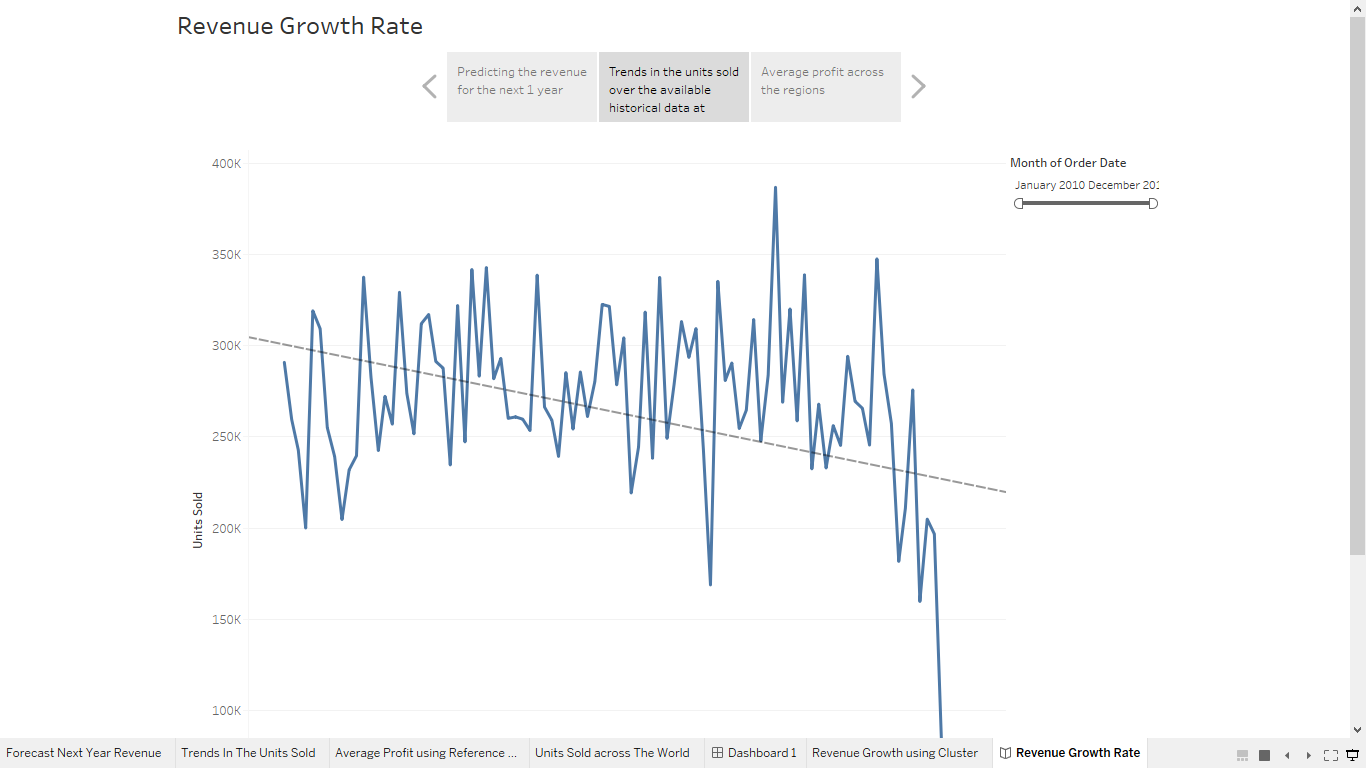 Revenue Growth Rate
Predicting the revenue
for the next 1 year
Trends in the units sold
over the available
historical data at
Average profit across
the regions
400K
350K
300K
250K
200K
150K
100K
Units Sold
Month of Order Date
January 2010 December 201
Forecast Next Year Revenue
Trends In The Units Sold
Average Profit using Reference ...
Units Sold across The World
Dashboard 1
Revenue Growth using Cluster
Revenue Growth Rate